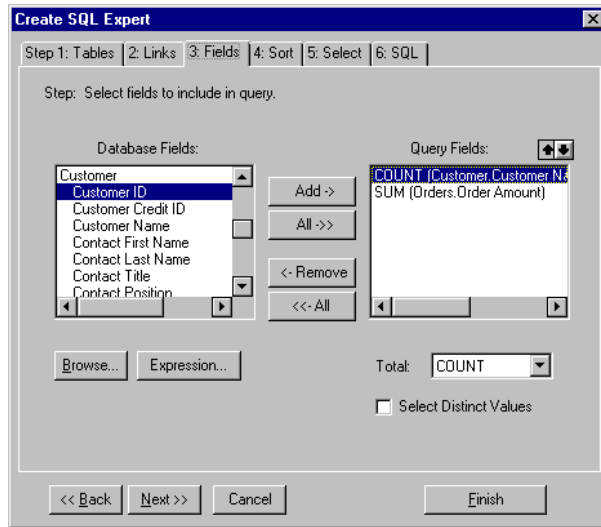 Create SQL Expert
Step 1: Tables 2: Links 3: Fields 4: Sort 5: Select 6: SQL
Step: Select fields to include in query.
Database Fields:
Query Fields:
Customer
Customer ID
Customer Credit ID
Customer Name
Contact First Name
Contact Last Name
Contact Title
Contact Position
Add ->
All ->>
<- Remove
<<- All
COUNT (Customer.Customer Na
SUM (Orders.Order Amount)
Browse... Expression...
Total: COUNT
Select Distinct Values
<< Back Next >> Cancel Finish